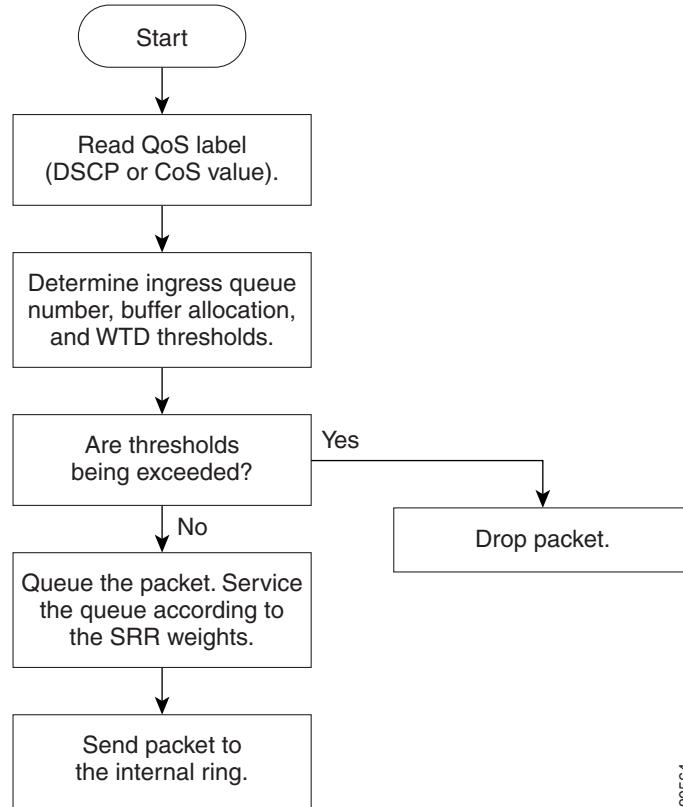 Start
Read QoS label
(DSCP or CoS value).
Determine ingress queue
number, buffer allocation,
and WTD thresholds.
Are thresholds
being exceeded?
Yes
No
Drop packet.
Queue the packet. Service
the queue according to
the SRR weights.
Send packet to
the internal ring.